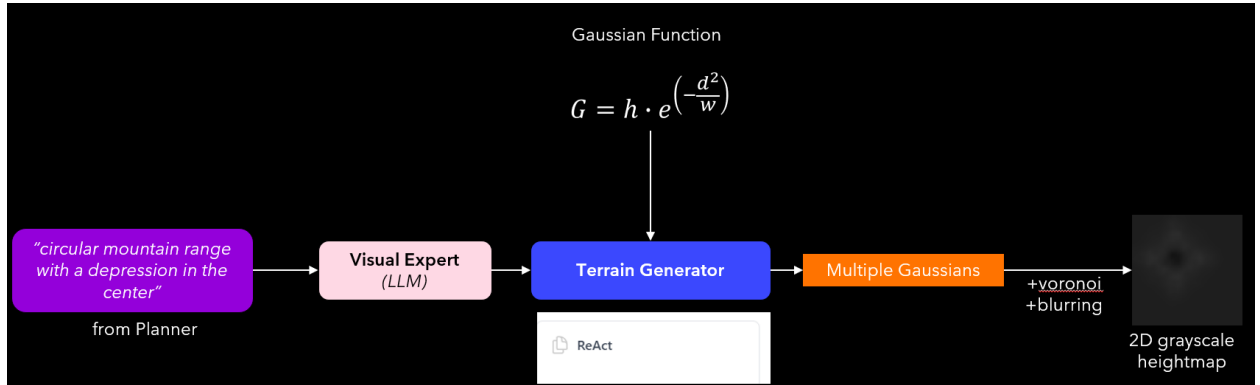 Gaussian Function
G = h · e^(−d²/w)
"circular mountain range
with a depression in the
center"
from Planner
Visual Expert
(LLM)
Terrain Generator
ReAct
Multiple Gaussians
+voronoi
+blurring
2D grayscale
heightmap